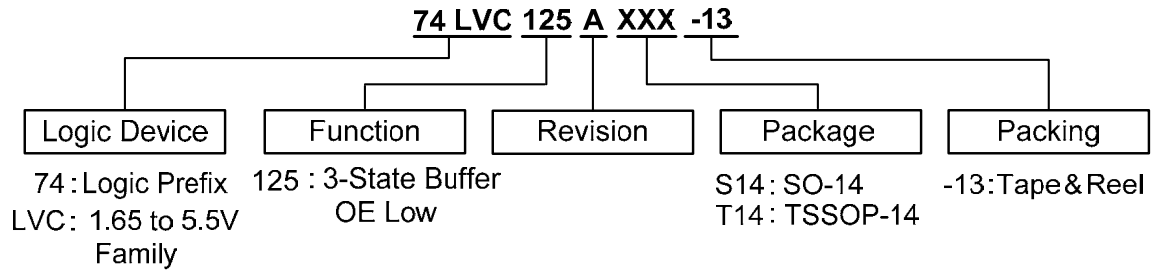 74 LVC 125 A XXX -13
Logic Device
Function
Revision
Package
Packing
74 : Logic Prefix
LVC : 1.65 to 5.5V
Family
125 : 3-State Buffer
OE Low
S14 : SO-14
T14 : TSSOP-14
-13 : Tape & Reel